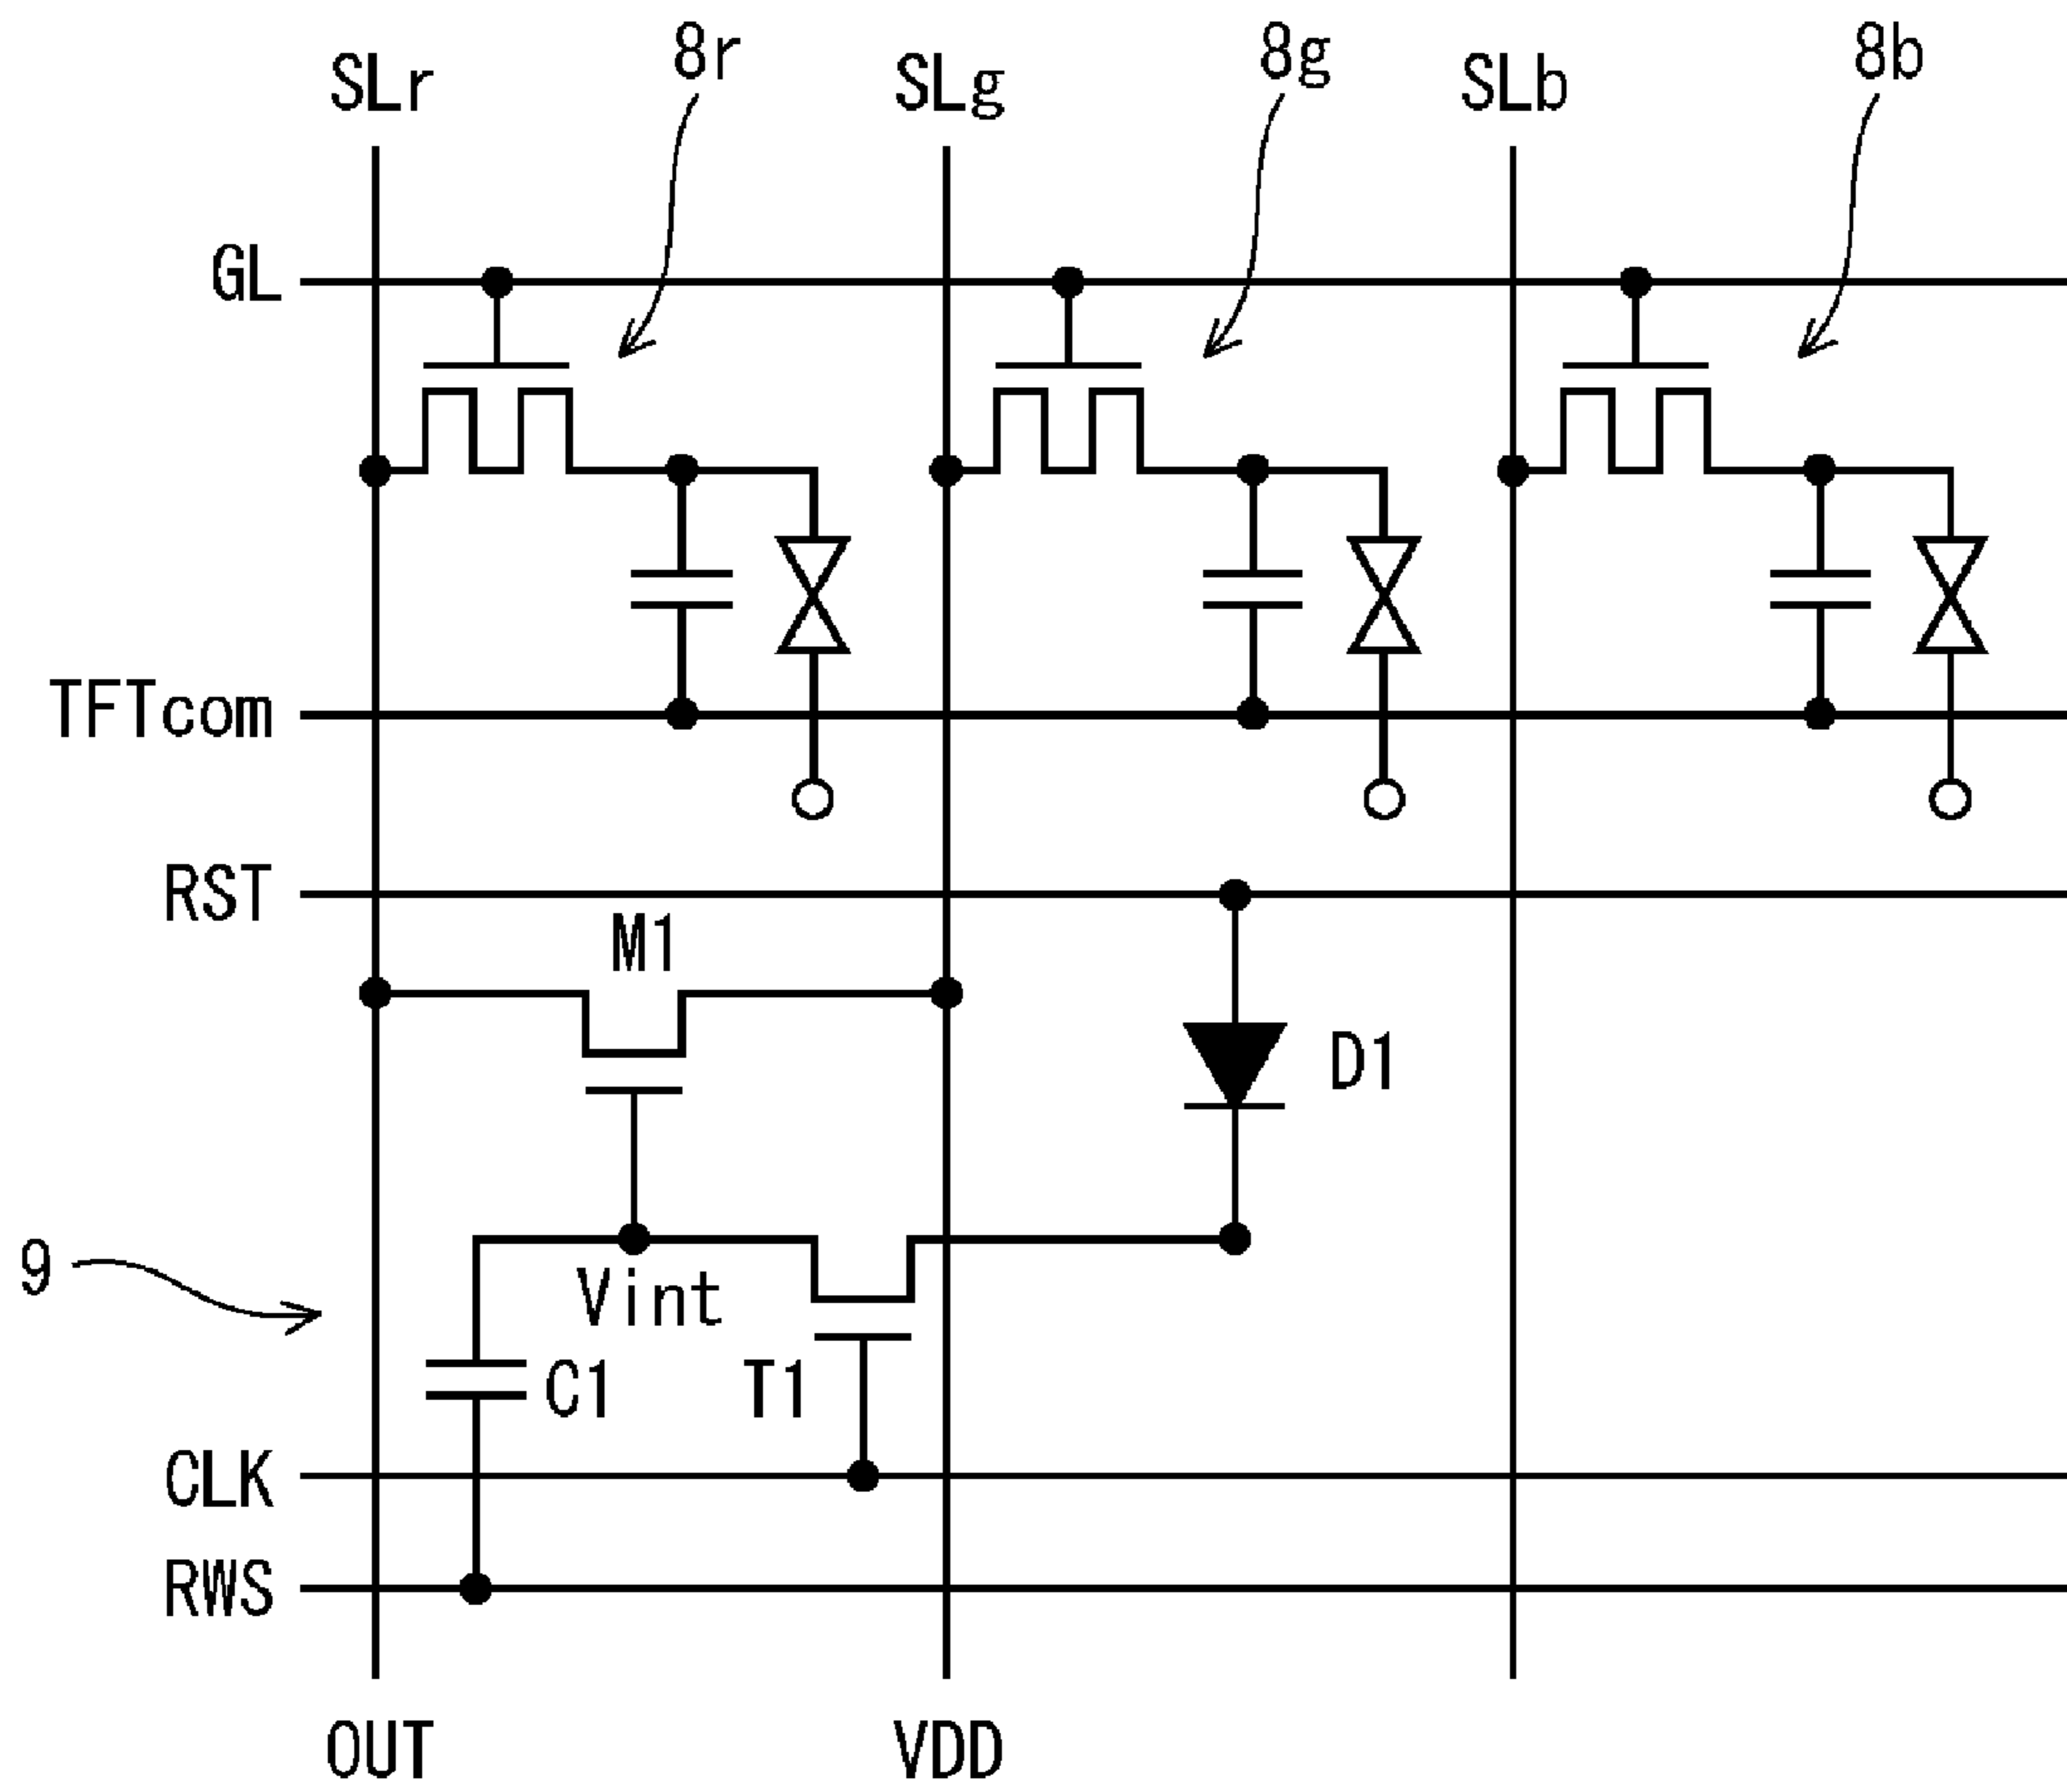 8r
8g
8b
SLr
SLg
SLb
GL
TFTcom
RST
M1
D1
9
Vint
C1
T1
CLK
RWS
OUT
VDD